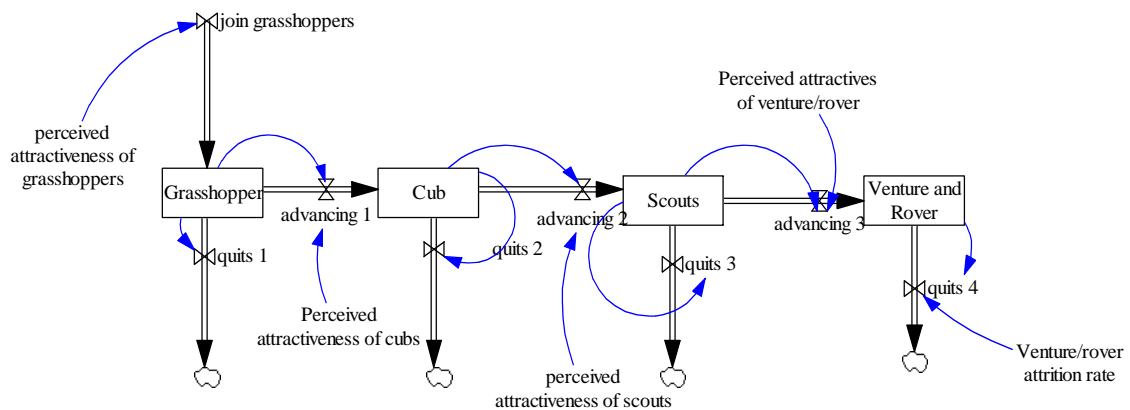 join grasshoppers
perceived
attractiveness of
grasshoppers
Perceived attractives
of venture/rover
Grasshopper
advancing 1
Cub
advancing 2
Scouts
advancing 3
Venture and
Rover
quits 1
quits 2
quits 3
quits 4
Perceived
attractiveness of cubs
perceived
attractiveness of scouts
Venture/rover
attrition rate